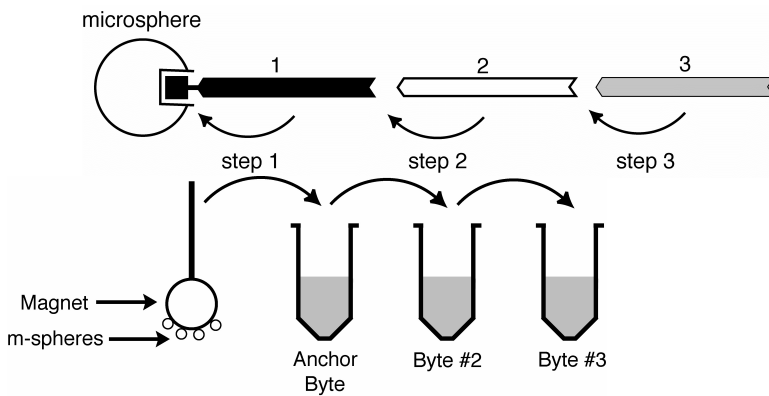 microsphere
1
2
3
step 1
step 2
step 3
Magnet
m-spheres
Anchor
Byte
Byte #2
Byte #3